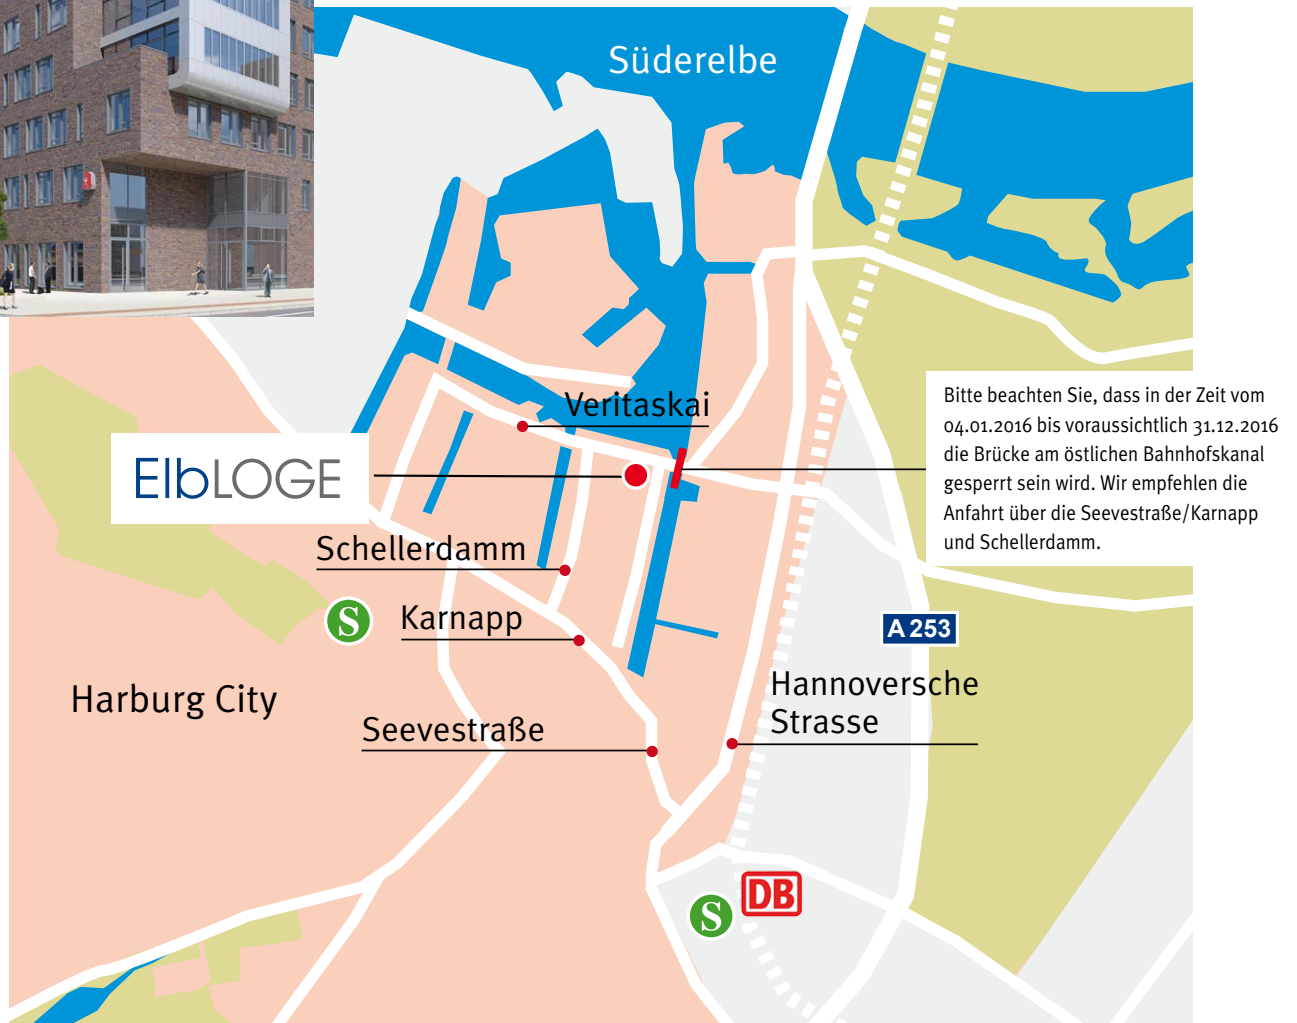 Süderelbe
Veritaskai
Bitte beachten Sie, dass in der Zeit vom
04.01.2016 bis voraussichtlich 31.12.2016
die Brücke am östlichen Bahnhofskanal
gesperrt sein wird. Wir empfehlen die
Anfahrt über die Seevestraße/Karnapp
und Schellerdamm.
ElbLOGE
Schellerdamm
S
Karnapp
A 253
Harburg City
Hannoversche
Strasse
Seevestraße
S
DB